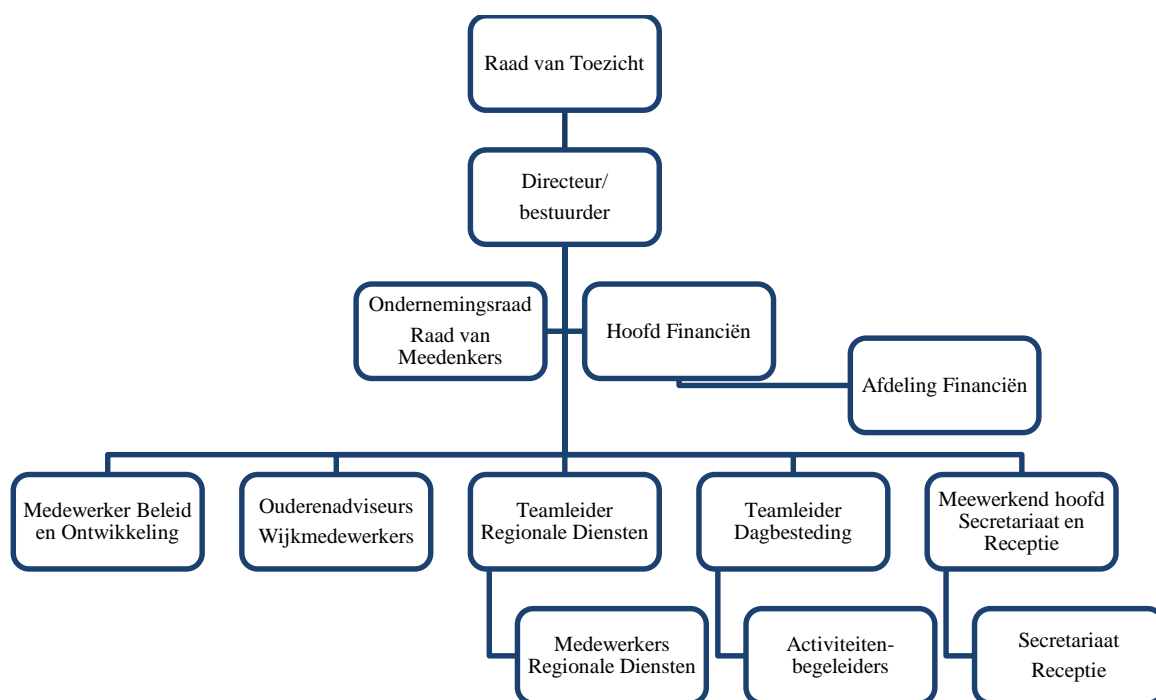 Raad van Toezicht
Directeur/
bestuurder
Ondernemingsraad
Raad van
Meedenkers
Hoofd Financiën
Afdeling Financiën
Medewerker Beleid
en Ontwikkeling
Ouderenadviseurs
Wijkmedewerkers
Teamleider
Regionale Diensten
Teamleider
Dagbesteding
Meewerkend hoofd
Secretariaat en
Receptie
Medewerkers
Regionale Diensten
Activiteiten-
begeleiders
Secretariaat
Receptie